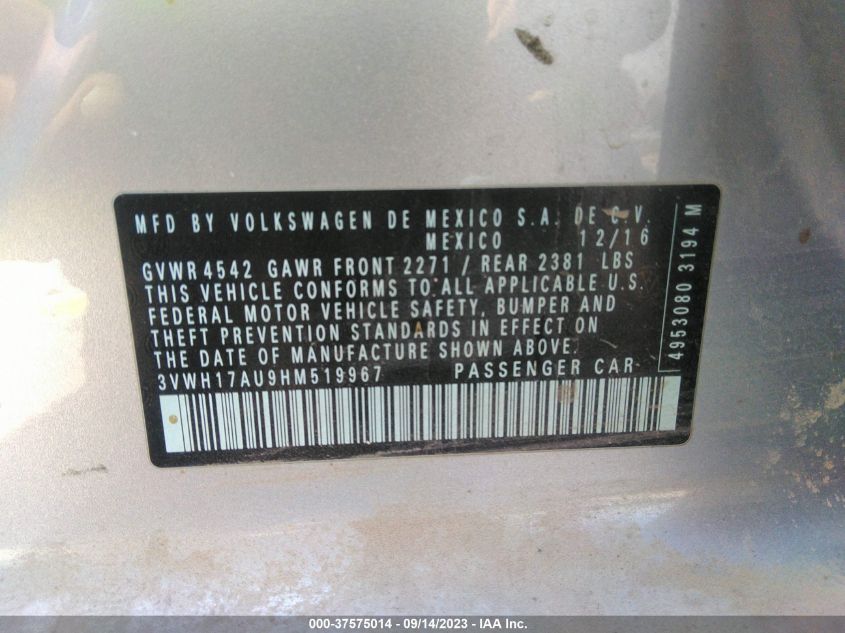 MFD BY VOLKSWAGEN DE MEXICO S.A. DE C.V.
MEXICO 12/16
GVWR 4542 GAWR FRONT 2271 / REAR 2381 LBS
THIS VEHICLE CONFORMS TO ALL APPLICABLE U.S.
FEDERAL MOTOR VEHICLE SAFETY, BUMPER AND
THEFT PREVENTION STANDARDS IN EFFECT ON
THE DATE OF MANUFACTURE SHOWN ABOVE.
3VWH17AU9HM519967 PASSENGER CAR
4953080 3194 M
000-37575014 - 09/14/2023 - IAA Inc.